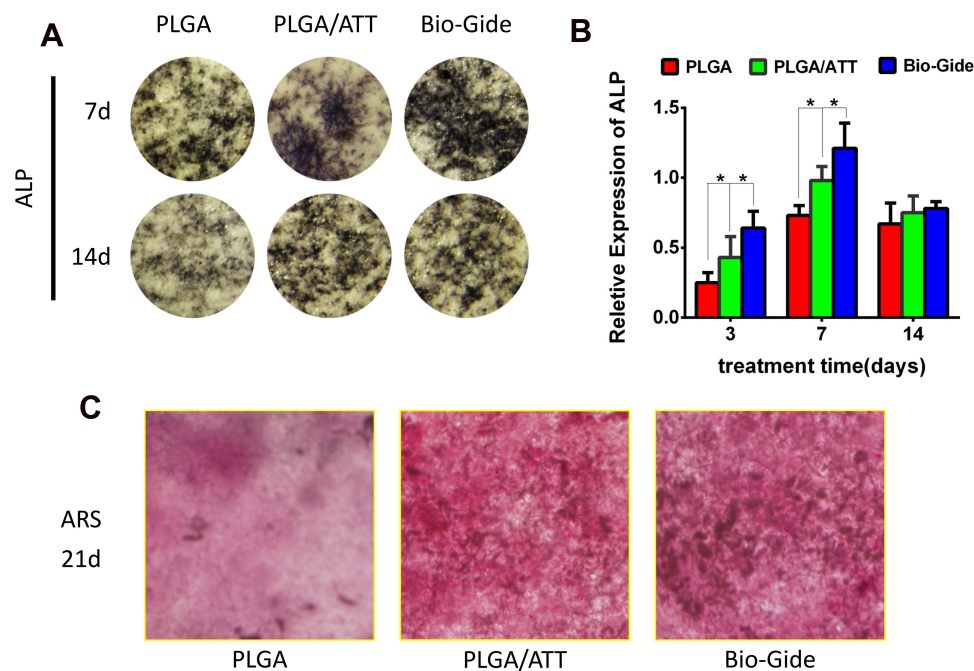 A
PLGA PLGA/ATT Bio-Gide
7d
ALP
14d
B
PLGA PLGA/ATT Bio-Gide
Reletive Expression of ALP
1.5
1.0
0.5
0.0
* *
* *
3 7 14
treatment time(days)
C
ARS
21d
PLGA PLGA/ATT Bio-Gide